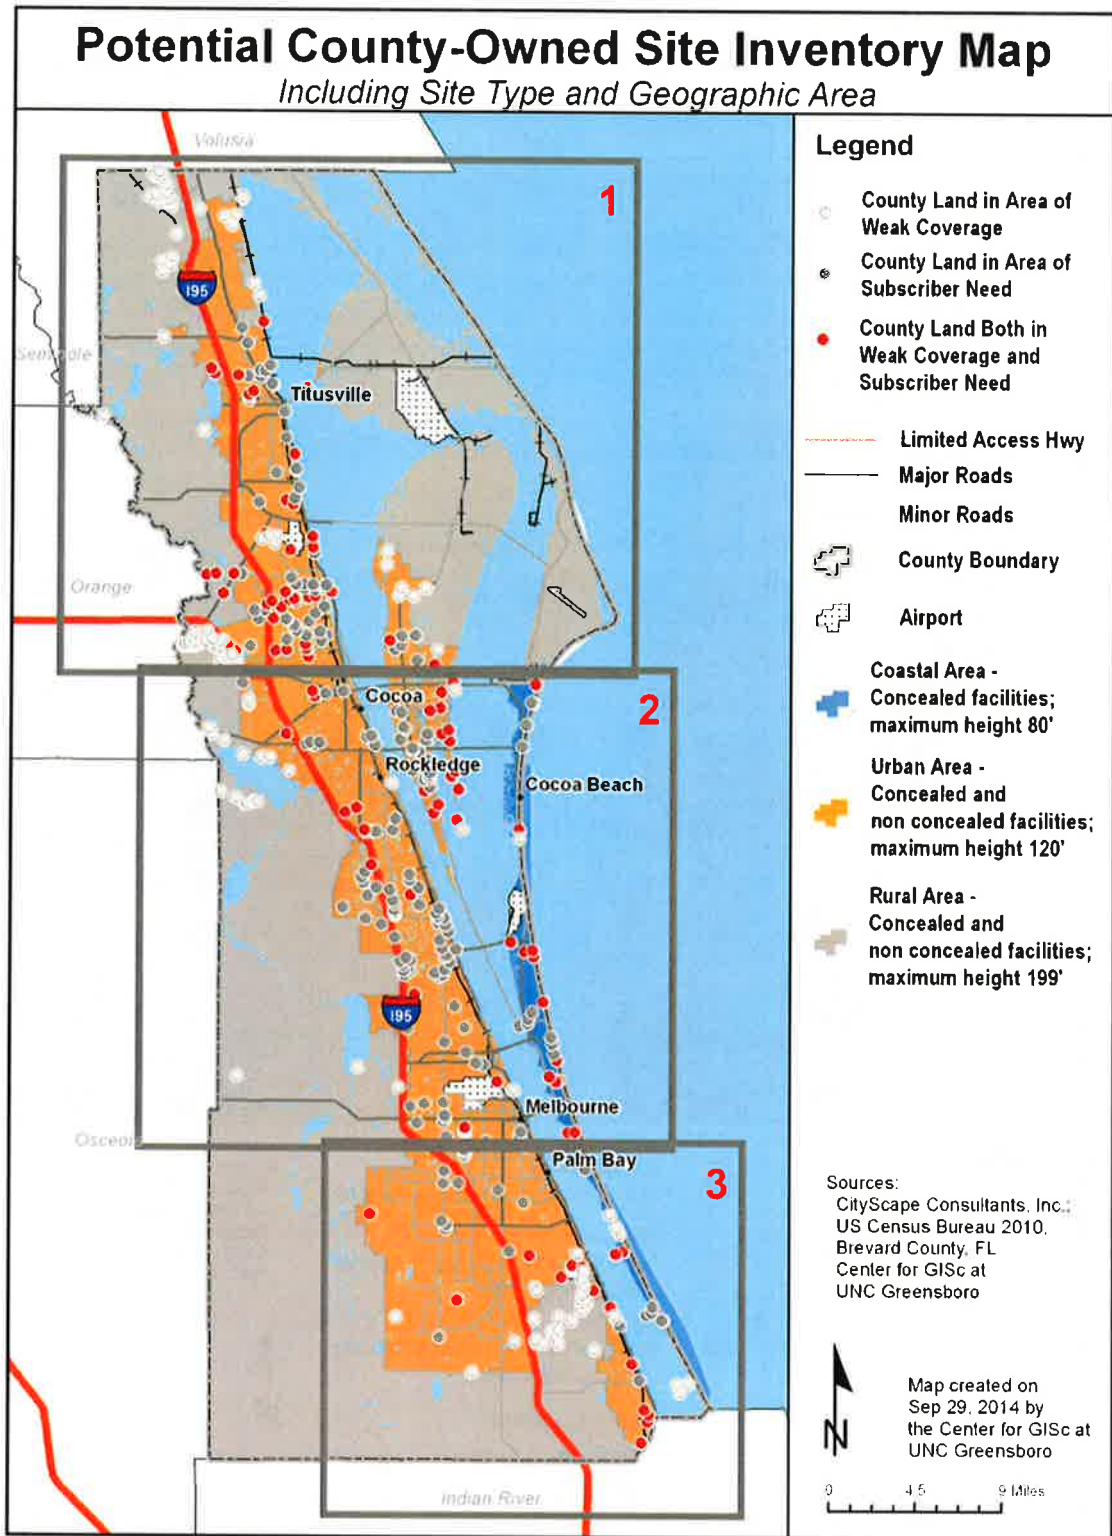 Potential County-Owned Site Inventory Map
Including Site Type and Geographic Area
Volusia
1
195
Seminole
Titusville
Orange
2
Cocoa
Rockledge
Cocoa Beach
195
Melbourne
Osceola
Palm Bay
3
Indian River
Legend
County Land in Area of
Weak Coverage
County Land in Area of
Subscriber Need
County Land Both in
Weak Coverage and
Subscriber Need
Limited Access Hwy
Major Roads
Minor Roads
County Boundary
Airport
Coastal Area -
Concealed facilities;
maximum height 80'
Urban Area -
Concealed and
non concealed facilities;
maximum height 120'
Rural Area -
Concealed and
non concealed facilities;
maximum height 199'
Sources:
CityScape Consultants, Inc.;
US Census Bureau 2010,
Brevard County, FL
Center for GISc at
UNC Greensboro
N
Map created on
Sep 29, 2014 by
the Center for GISc at
UNC Greensboro
0 4.5 9 Miles